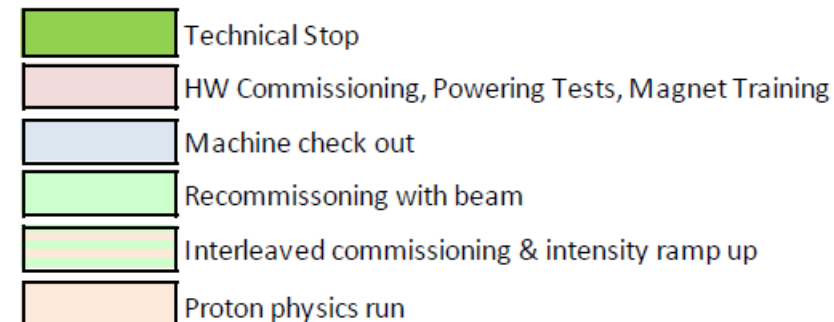 Technical Stop
HW Commissioning, Powering Tests, Magnet Training
Machine check out
Recommissoning with beam
Interleaved commissioning & intensity ramp up
Proton physics run